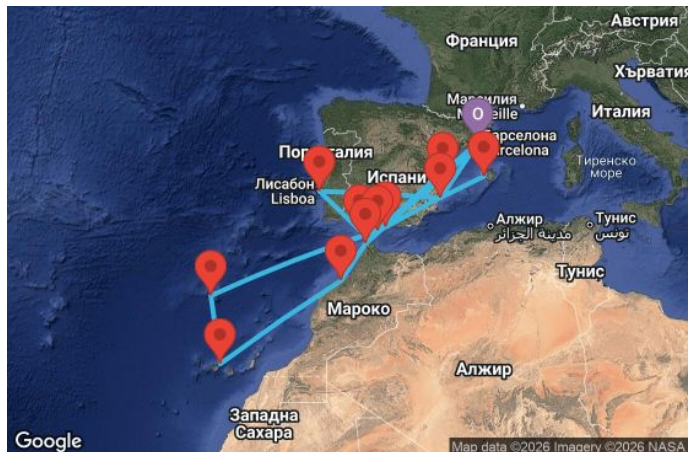 Австрия
Франция
Хърватия
Марсилия
Marseille
О
Италия
Барселона
Barcelona
Португалия
Тиренско
море
Испания
Лисабон
Lisboa
Алжир
مدينة الجزائر
Тунис
تونس
Тунис
Мароко
Алжир
Западна
Сахара
Google
Map data ©2026 Imagery ©2026 NASA